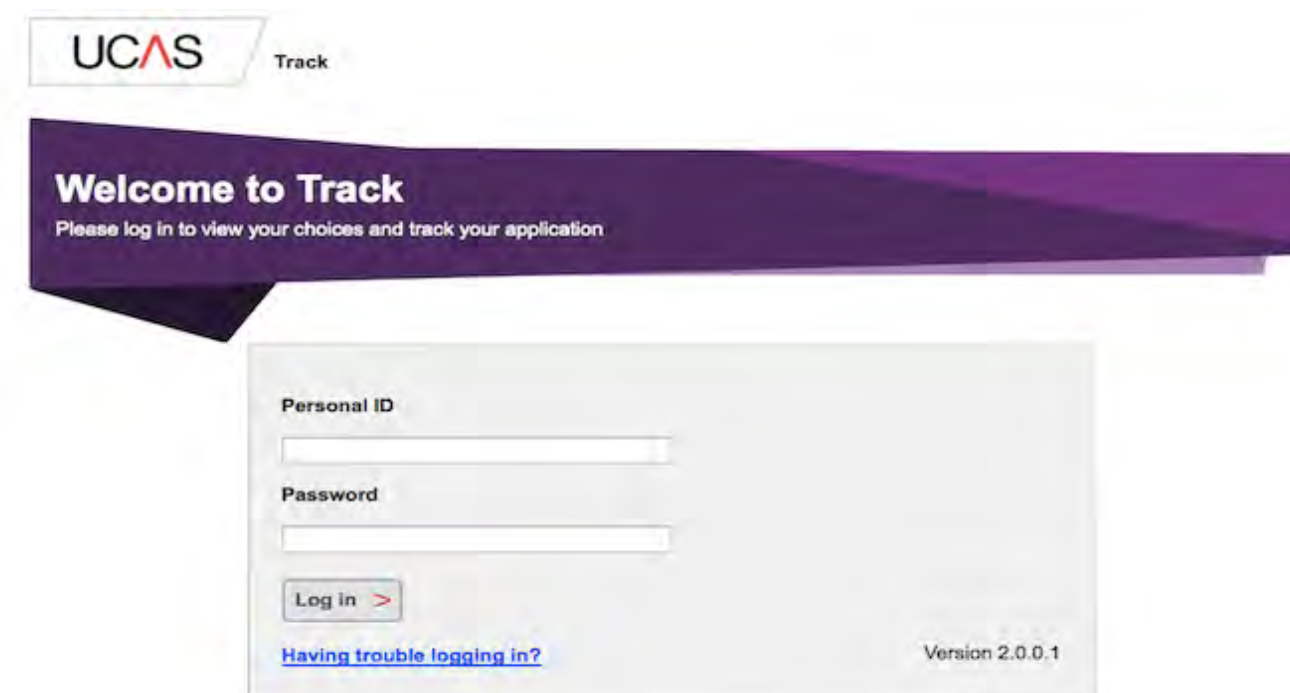 UCAS Track
Welcome to Track
Please log in to view your choices and track your application
Personal ID
Password
Log in >
Having trouble logging in?
Version 2.0.0.1